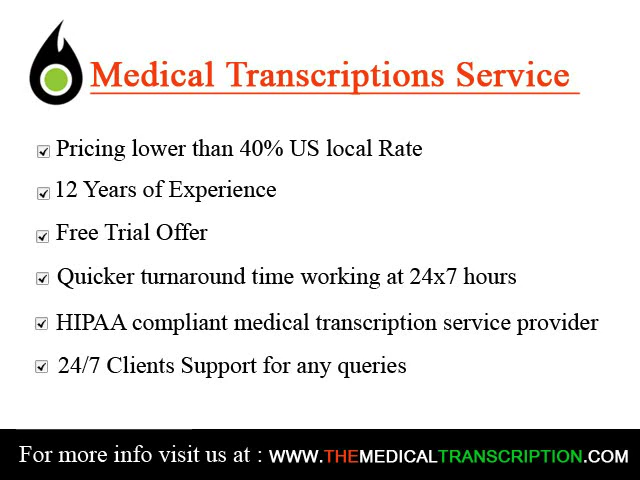 Medical Transcriptions Service
Pricing lower than 40% US local Rate
12 Years of Experience
Free Trial Offer
Quicker turnaround time working at 24x7 hours
HIPAA compliant medical transcription service provider
24/7 Clients Support for any queries
For more info visit us at : WWW.THEMEDICALTRANSCRIPTION.COM